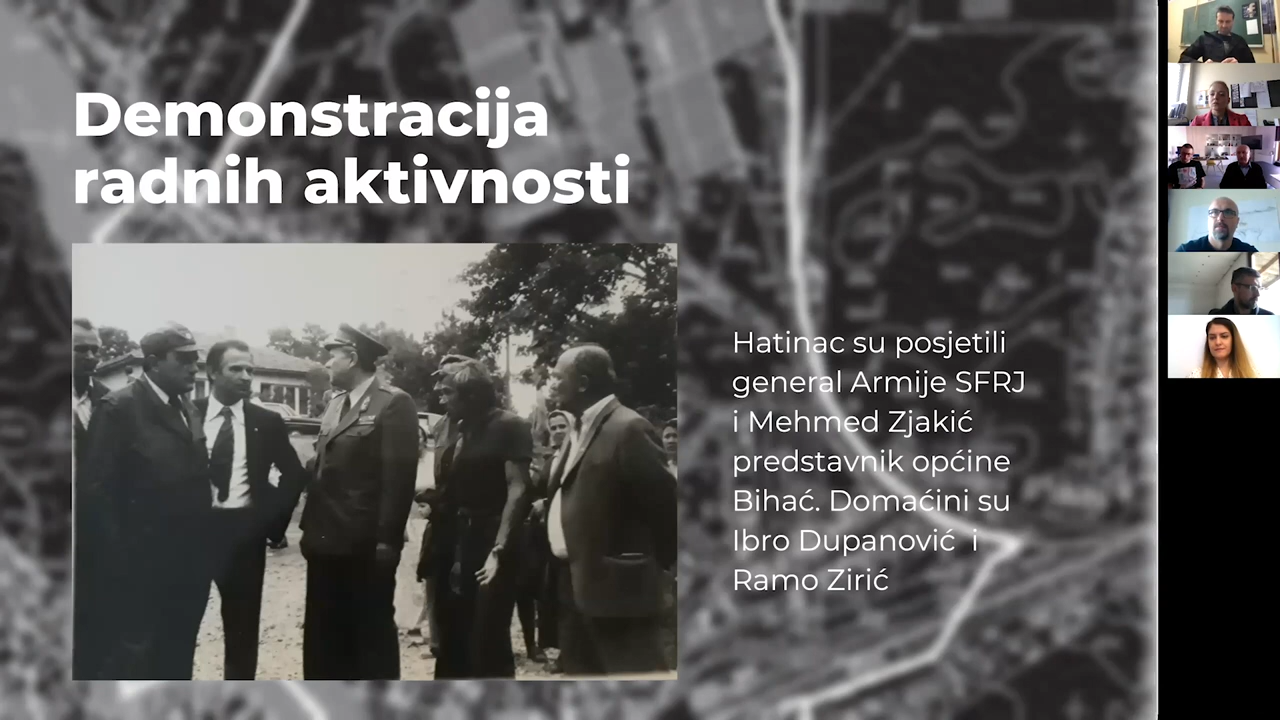 Demonstracija
radnih aktivnosti
Hatinac su posjetili
general Armije SFRJ
i Mehmed Zjakić
predstavnik općine
Bihać. Domaćini su
Ibro Dupanović i
Ramo Zirić